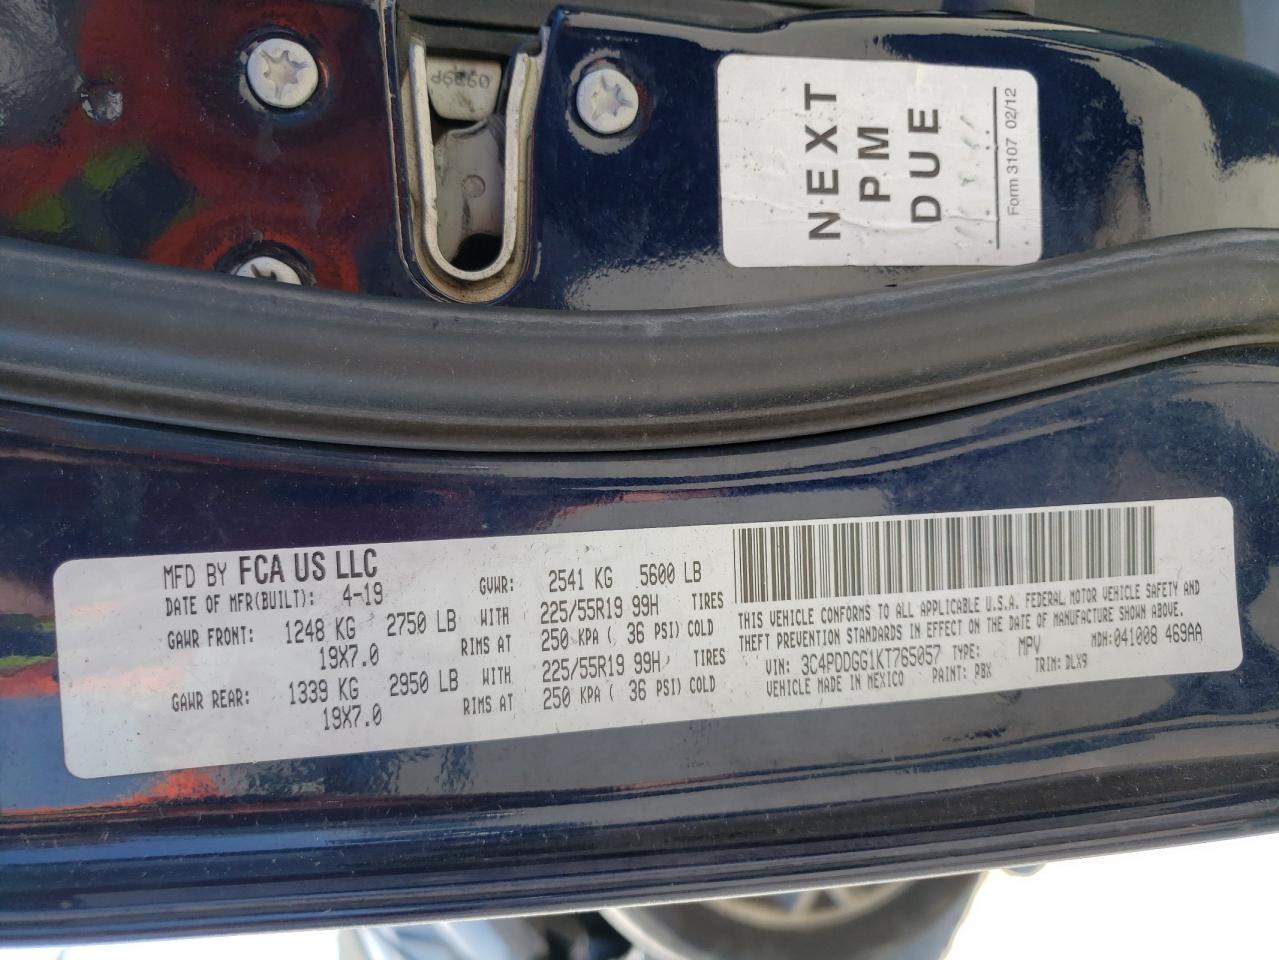 0939P
NEXT
PM
DUE
Form 3107 02/12
MFD BY FCA US LLC
DATE OF MFR(BUILT): 4-19 GVWR: 2541 KG 5600 LB
GAWR FRONT: 1248 KG 2750 LB WITH 225/55R19 99H TIRES
19X7.0 RIMS AT 250 KPA ( 36 PSI) COLD
GAWR REAR: 1339 KG 2950 LB WITH 225/55R19 99H TIRES
19X7.0 RIMS AT 250 KPA ( 36 PSI) COLD
THIS VEHICLE CONFORMS TO ALL APPLICABLE U.S.A. FEDERAL MOTOR VEHICLE SAFETY AND
THEFT PREVENTION STANDARDS IN EFFECT ON THE DATE OF MANUFACTURE SHOWN ABOVE.
VIN: 3C4PDDGG1KT765057 TYPE: MPV MDH:041008 469AA
VEHICLE MADE IN MEXICO PAINT: PBX TRIM: DLX9